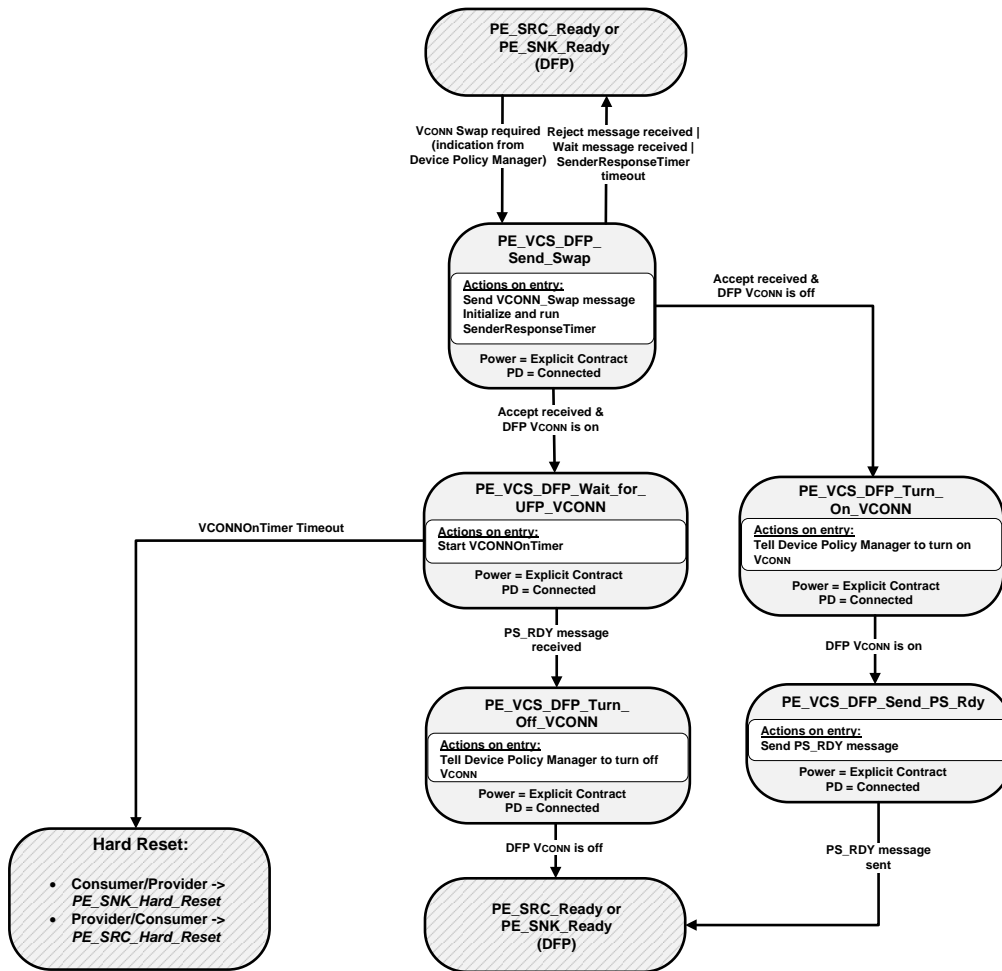 PE_SRC_Ready or
PE_SNK_Ready
(DFP)
VCONN Swap required
(indication from
Device Policy Manager)
Reject message received |
Wait message received |
SenderResponseTimer
timeout
PE_VCS_DFP_
Send_Swap
Actions on entry:
Send VCONN_Swap message
Initialize and run
SenderResponseTimer
Power = Explicit Contract
PD = Connected
Accept received &
DFP VCONN is off
Accept received &
DFP VCONN is on
PE_VCS_DFP_Wait_for_
UFP_VCONN
Actions on entry:
Start VCONNOnTimer
Power = Explicit Contract
PD = Connected
VCONNOnTimer Timeout
PE_VCS_DFP_Turn_
On_VCONN
Actions on entry:
Tell Device Policy Manager to turn on
VCONN
Power = Explicit Contract
PD = Connected
PS_RDY message
received
DFP VCONN is on
PE_VCS_DFP_Turn_
Off_VCONN
Actions on entry:
Tell Device Policy Manager to turn off
VCONN
Power = Explicit Contract
PD = Connected
PE_VCS_DFP_Send_PS_Rdy
Actions on entry:
Send PS_RDY message
Power = Explicit Contract
PD = Connected
DFP VCONN is off
PS_RDY message
sent
Hard Reset:
• Consumer/Provider ->
PE_SNK_Hard_Reset
• Provider/Consumer ->
PE_SRC_Hard_Reset
PE_SRC_Ready or
PE_SNK_Ready
(DFP)